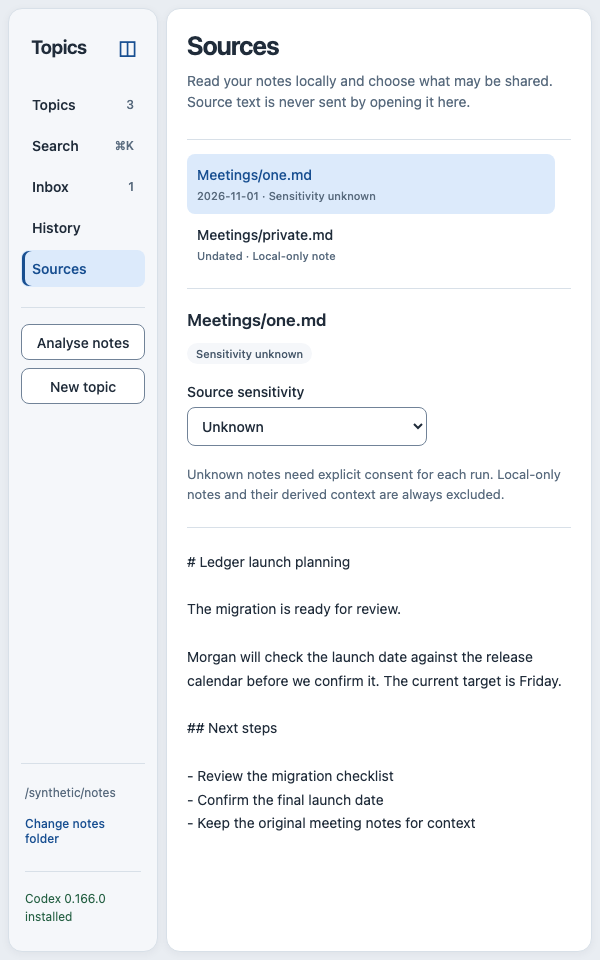 Topics
Topics 3
Search ⌘K
Inbox 1
History
Sources
Analyse notes
New topic
/synthetic/notes
Change notes
folder
Codex 0.166.0
installed
Sources
Read your notes locally and choose what may be shared.
Source text is never sent by opening it here.
Meetings/one.md
2026-11-01 · Sensitivity unknown
Meetings/private.md
Undated · Local-only note
Meetings/one.md
Sensitivity unknown
Source sensitivity
Unknown
Unknown notes need explicit consent for each run. Local-only
notes and their derived context are always excluded.
# Ledger launch planning
The migration is ready for review.
Morgan will check the launch date against the release
calendar before we confirm it. The current target is Friday.
## Next steps
- Review the migration checklist
- Confirm the final launch date
- Keep the original meeting notes for context